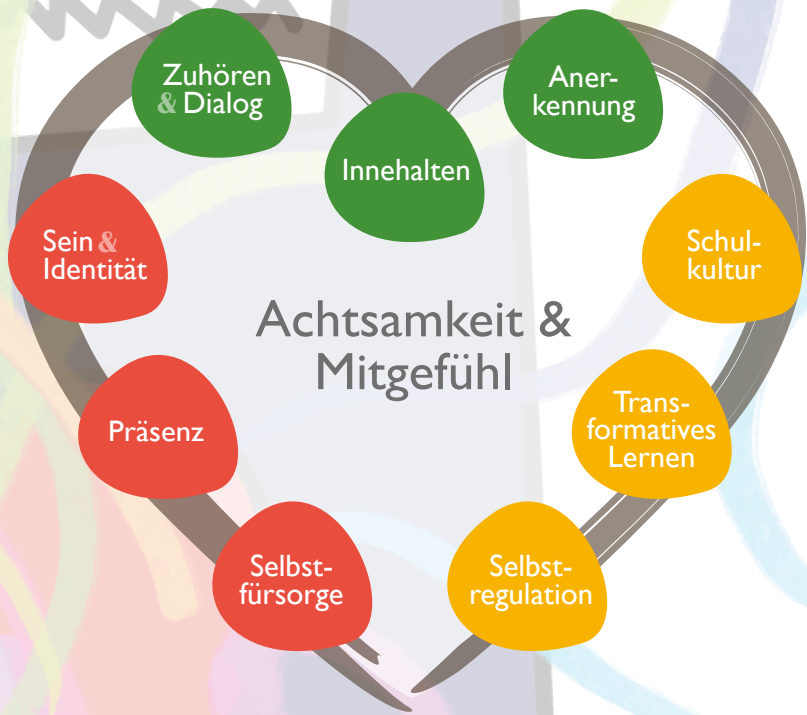 Zuhören
& Dialog
Aner-
kennung
Innehalten
Sein &
Identität
Schul-
kultur
Achtsamkeit &
Mitgefühl
Präsenz
Trans-
formatives
Lernen
Selbst-
fürsorge
Selbst-
regulation